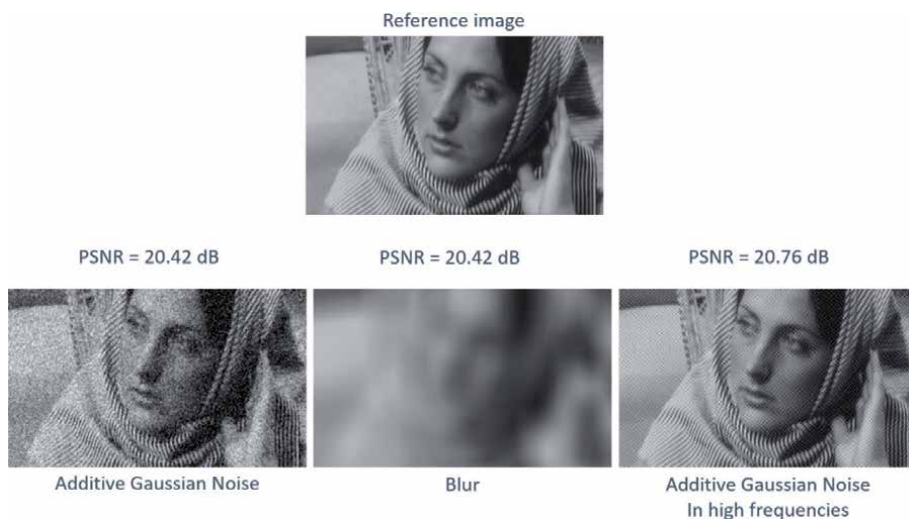 Reference image
PSNR = 20.42 dB
PSNR = 20.42 dB
PSNR = 20.76 dB
Additive Gaussian Noise
Blur
Additive Gaussian Noise
In high frequencies